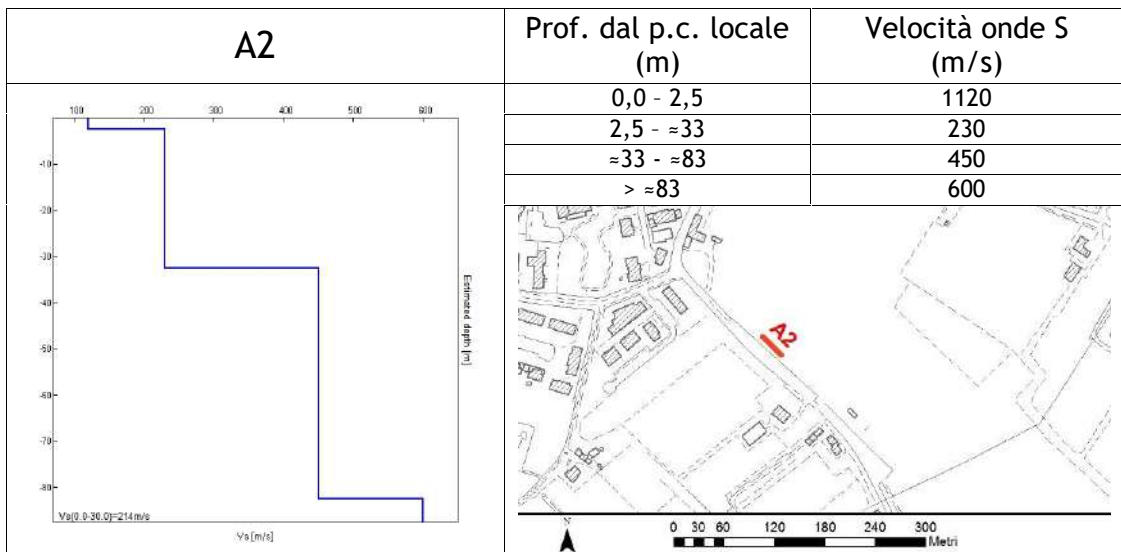 A2
Prof. dal p.c. locale
(m)
Velocità onde S
(m/s)
0,0 – 2,5
1120
2,5 – ≈33
230
≈33 - ≈83
450
> ≈83
600
100 200 300 400 500 600
-10
-20
-30
-40
-50
-60
-70
-80
Estimated depth [m]
Vs(0.0-30.0)=214m/s
Vs [m/s]
A2
N
0 30 60 120 180 240 300
Metri